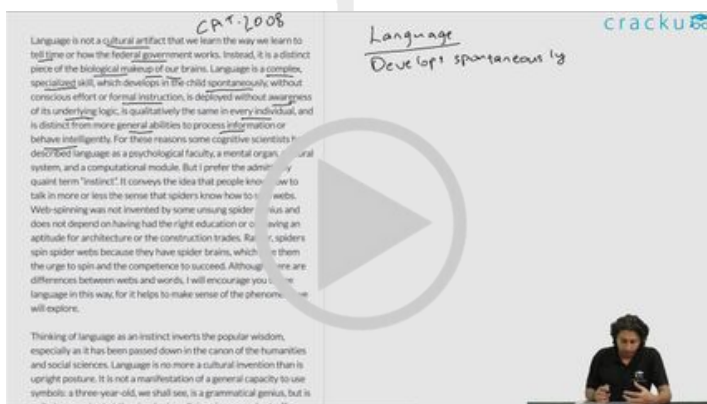 CAT-2008
cracku
Language is not a cultural artifact that we learn the way we learn to
tell time or how the federal government works. Instead, it is a distinct
piece of the biological makeup of our brains. Language is a complex,
specialized skill, which develops in the child spontaneously, without
conscious effort or formal instruction, is deployed without awareness
of its underlying logic, is qualitatively the same in every individual, and
is distinct from more general abilities to process information or
behave intelligently. For these reasons some cognitive scientists
described language as a psychological faculty, a mental organ,
system, and a computational module. But I prefer the
quaint term "instinct". It conveys the idea that people know to
talk in more or less the sense that spiders know how to webs.
Web-spinning was not invented by some unsung spider and
does not depend on having had the right education or
aptitude for architecture or the construction trades. spiders
spin spider webs because they have spider brains, which them
the urge to spin and the competence to succeed. Although are
differences between webs and words, I will encourage you
language in this way, for it helps to make sense of the
will explore.
Thinking of language as an instinct inverts the popular wisdom,
especially as it has been passed down in the canon of the humanities
and social sciences. Language is no more a cultural invention than is
upright posture. It is not a manifestation of a general capacity to use
symbols: a three-year-old, we shall see, is a grammatical genius, but is
Language
Develops spontaneously